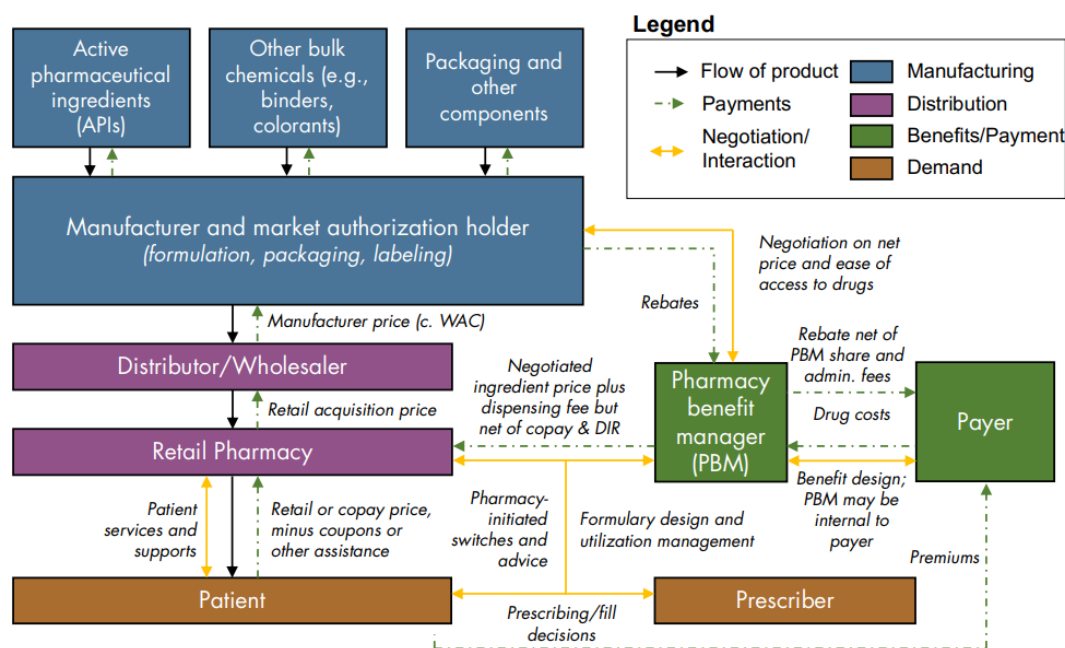 Active
pharmaceutical
ingredients
(APIs)
Other bulk
chemicals (e.g.,
binders,
colorants)
Packaging and
other
components
Legend
Flow of product
Payments
Negotiation/
Interaction
Manufacturing
Distribution
Benefits/Payment
Demand
Manufacturer and market authorization holder
(formulation, packaging, labeling)
Negotiation on net
price and ease of
access to drugs
Rebates
Manufacturer price (c. WAC)
Distributor/Wholesaler
Retail acquisition price
Retail Pharmacy
Negotiated
ingredient price plus
dispensing fee but
net of copay & DIR
Pharmacy
benefit
manager
(PBM)
Rebate net of
PBM share and
admin. fees
Drug costs
Payer
Benefit design;
PBM may be
internal to
payer
Patient
services and
supports
Retail or copay price,
minus coupons or
other assistance
Pharmacy-
initiated
switches and
advice
Formulary design and
utilization management
Premiums
Patient
Prescribing/fill
decisions
Prescriber